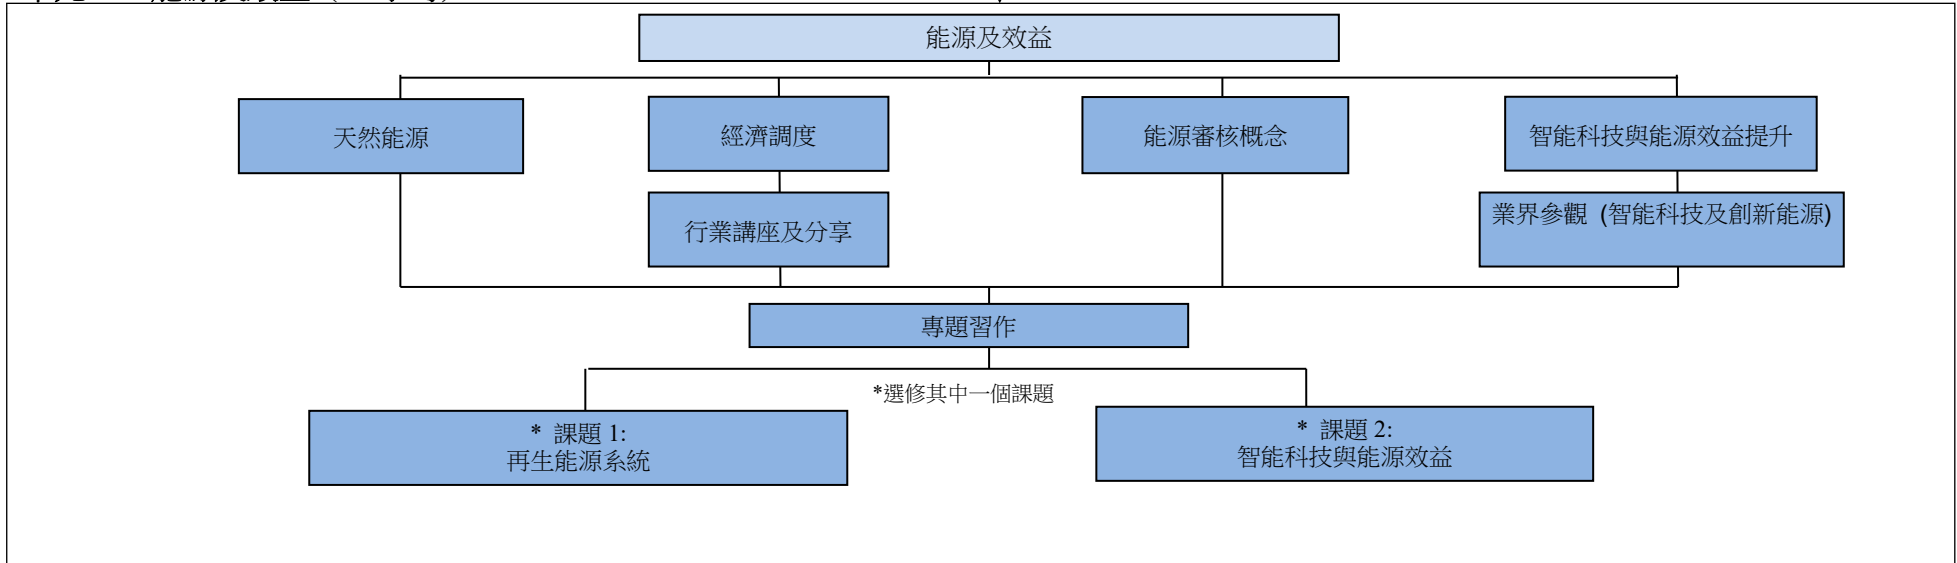 能源及效益
天然能源
經濟調度
能源審核概念
智能科技與能源效益提升
行業講座及分享
業界參觀 (智能科技及創新能源)
專題習作
*選修其中一個課題
* 課題 1:
再生能源系統
* 課題 2:
智能科技與能源效益